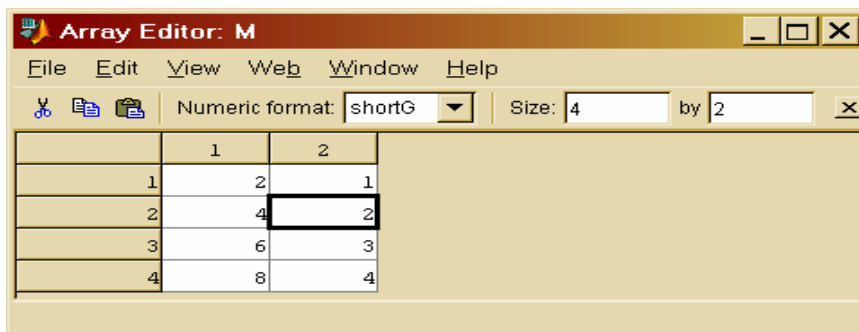 Array Editor: M
File Edit View Web Window Help
Numeric format: shortG Size: 4 by 2
1 2
1 2 1
2 4 2
3 6 3
4 8 4